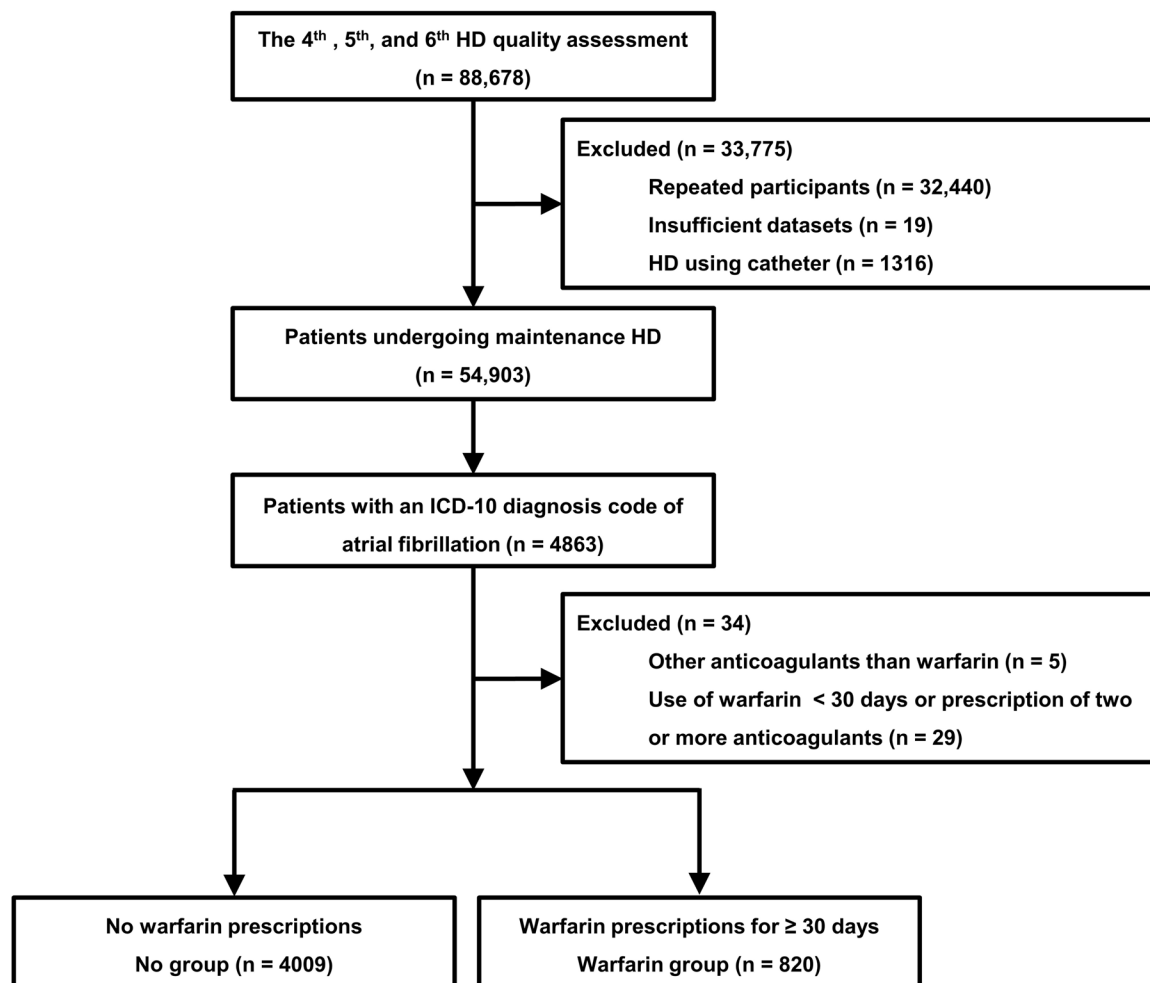 The 4th , 5th, and 6th HD quality assessment
(n = 88,678)
Excluded (n = 33,775)
Repeated participants (n = 32,440)
Insufficient datasets (n = 19)
HD using catheter (n = 1316)
Patients undergoing maintenance HD
(n = 54,903)
Patients with an ICD-10 diagnosis code of
atrial fibrillation (n = 4863)
Excluded (n = 34)
Other anticoagulants than warfarin (n = 5)
Use of warfarin < 30 days or prescription of two
or more anticoagulants (n = 29)
No warfarin prescriptions
No group (n = 4009)
Warfarin prescriptions for ≥ 30 days
Warfarin group (n = 820)